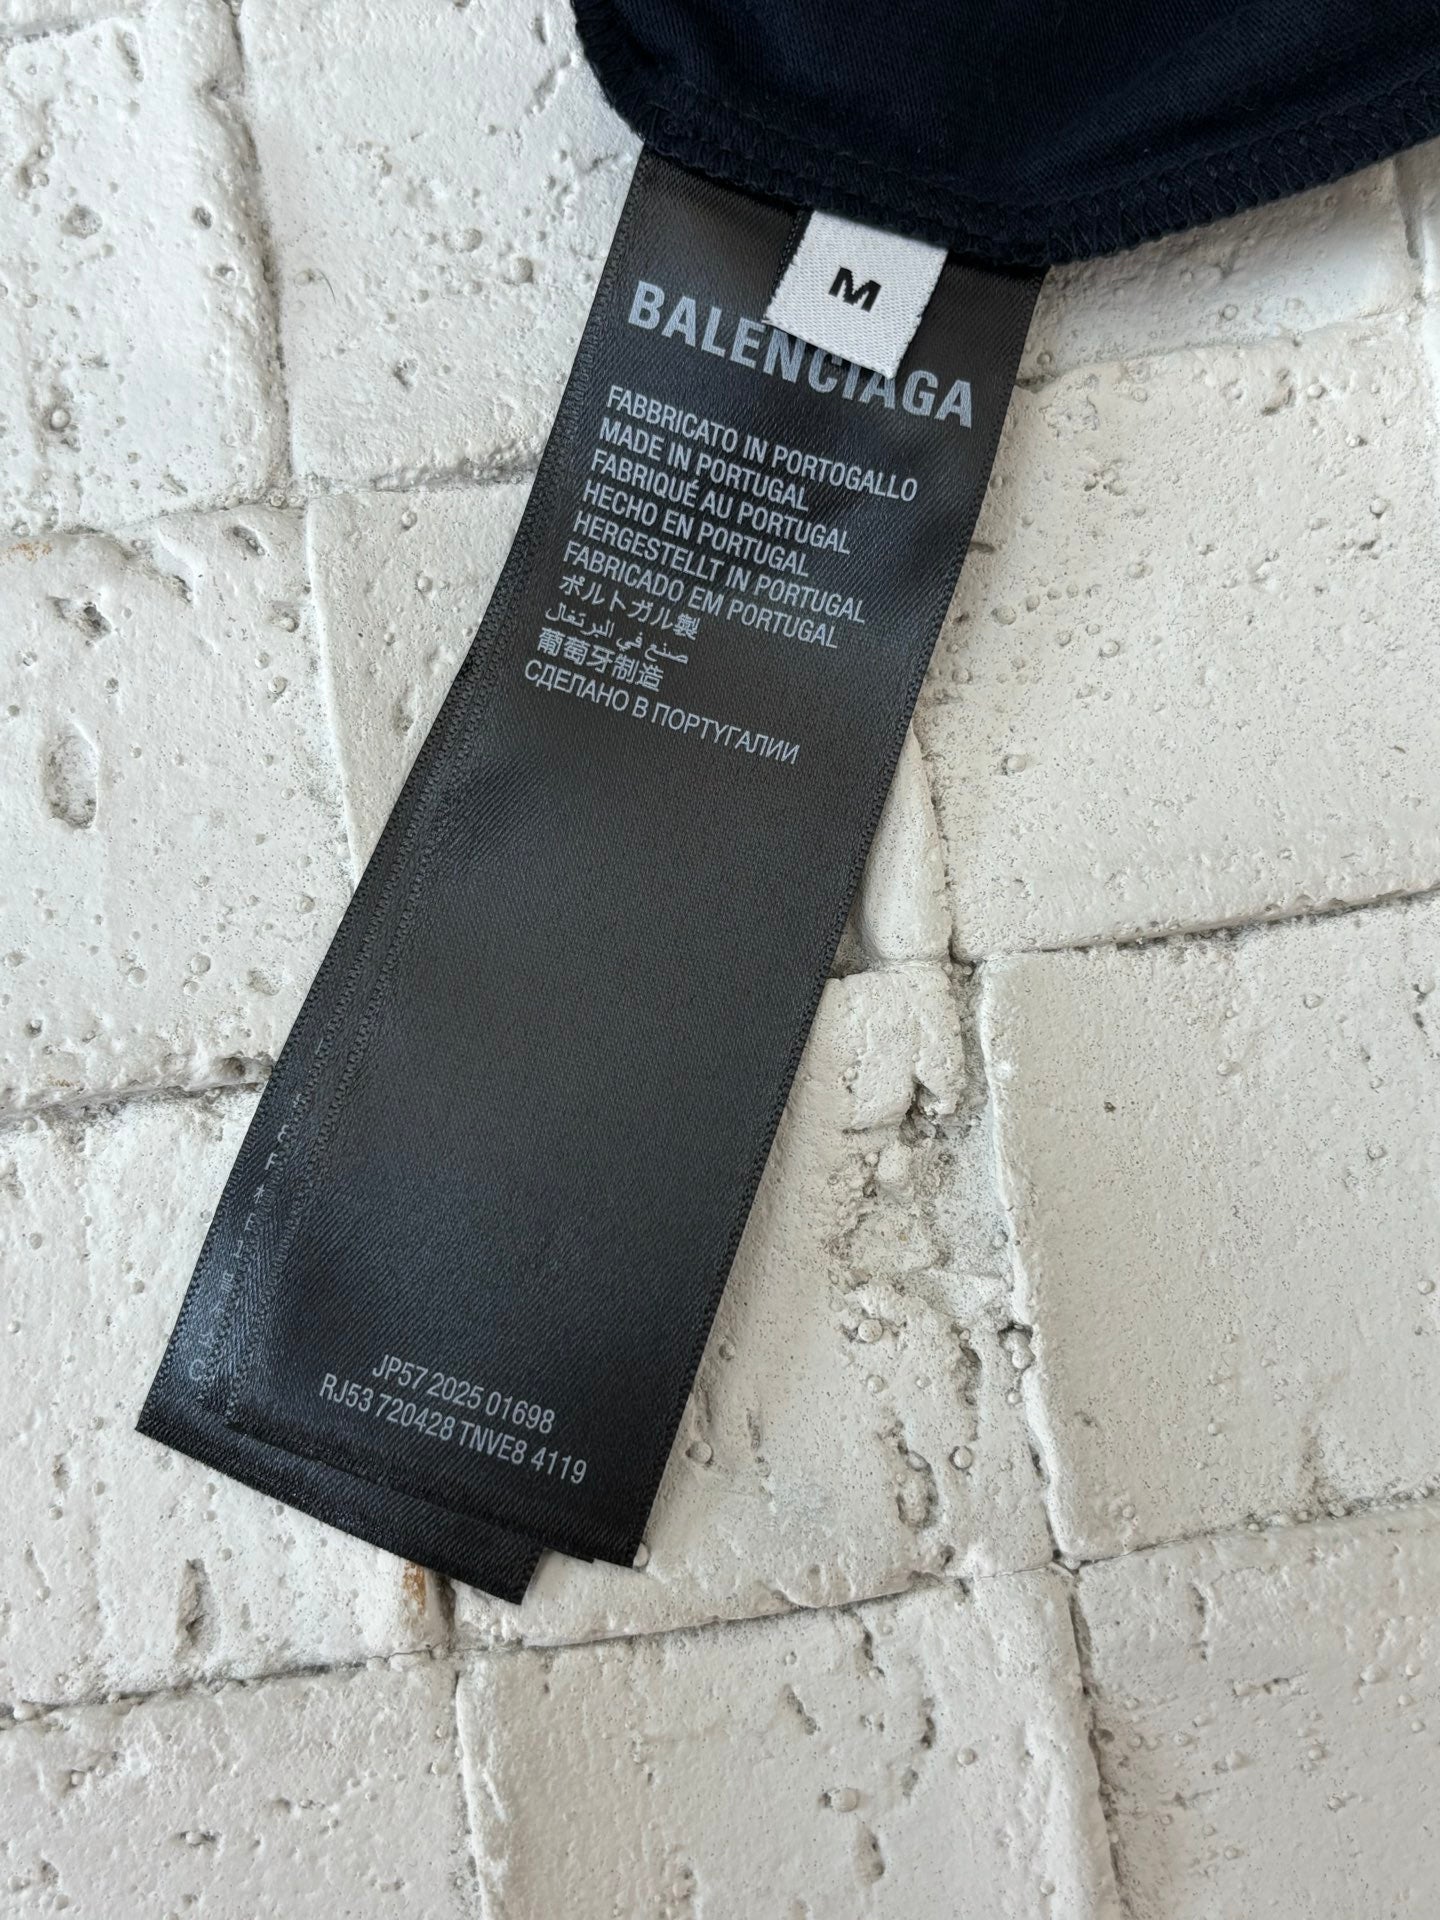 M
BALENCIAGA
FABBRICATO IN PORTOGALLO
MADE IN PORTUGAL
FABRIQUÉ AU PORTUGAL
HECHO EN PORTUGAL
HERGESTELLT IN PORTUGAL
FABRICADO EM PORTUGAL
ポルトガル製
صنع في البرتغال
葡萄牙制造
СДЕЛАНО В ПОРТУГАЛИИ
JP57 2025 01698
RJ53 720428 TNVE8 4119